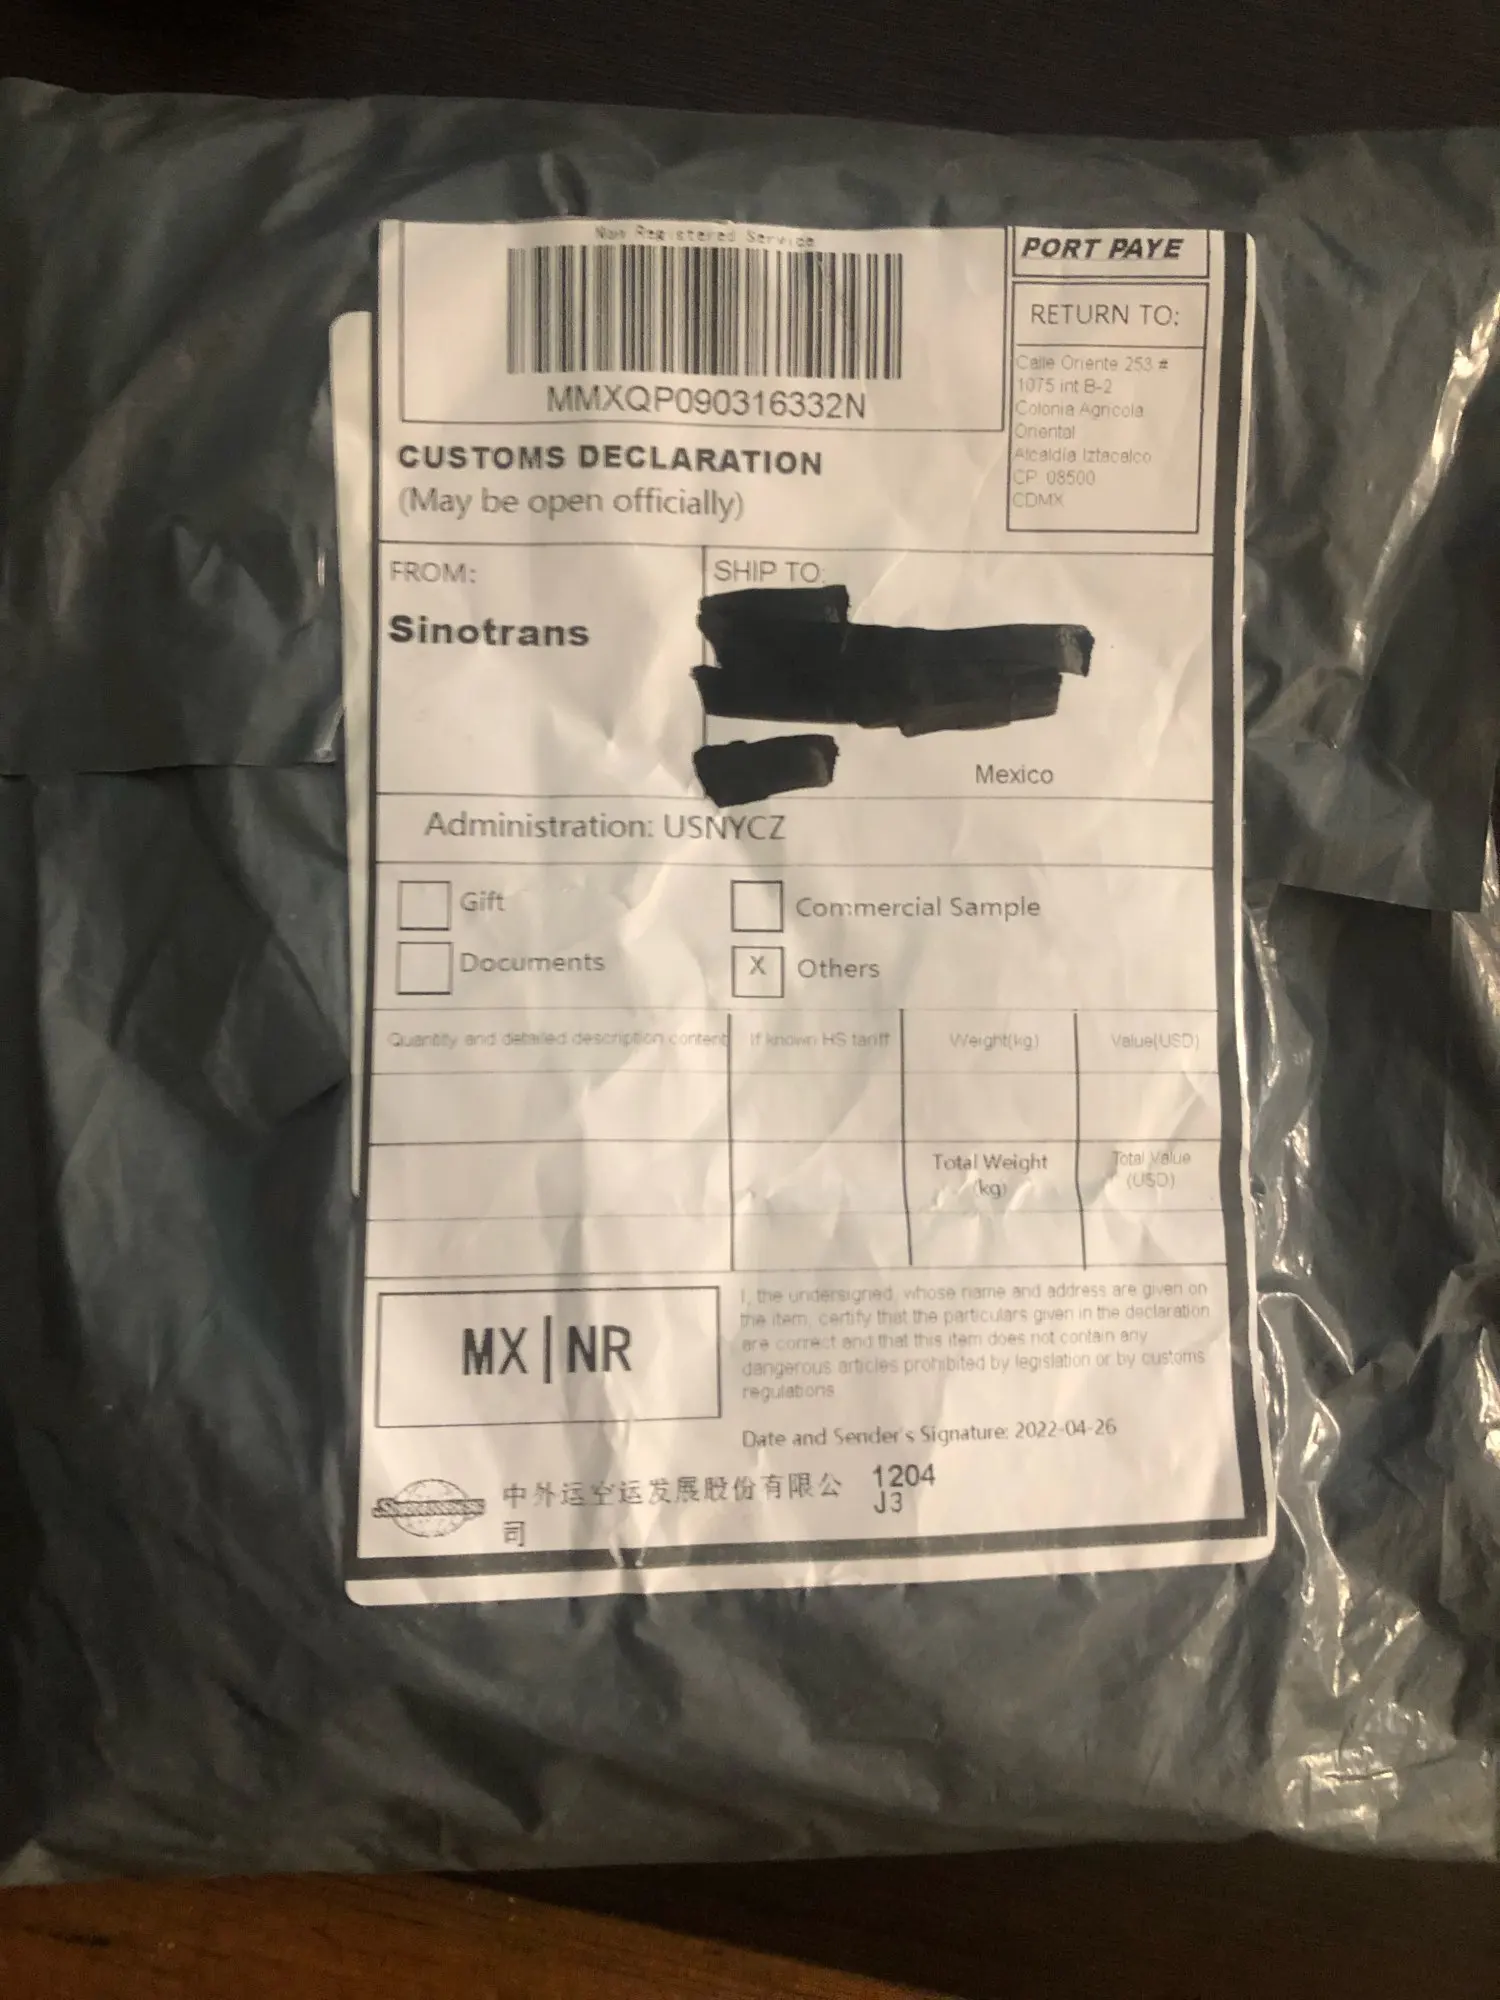 Non Registered Service
MMXQP090316332N
PORT PAYE
RETURN TO:
Calle Oriente 253 #
1075 int B-2
Colonia Agricola
Oriental
Alcaldia Iztacalco
CP 08500
CDMX
CUSTOMS DECLARATION
(May be open officially)
FROM:
Sinotrans
SHIP TO:
Mexico
Administration: USNYCZ
Gift
Commercial Sample
Documents
X Others
Quantity and detailed description content
If known HS tariff
Weight(kg)
Value(USD)
Total Weight
(kg)
Total Value
(USD)
MX|NR
I, the undersigned, whose name and address are given on
the item, certify that the particulars given in the declaration
are correct and that this item does not contain any
dangerous articles prohibited by legislation or by customs
regulations
Date and Sender's Signature: 2022-04-26
中外运空运发展股份有限公
司
1204
J3